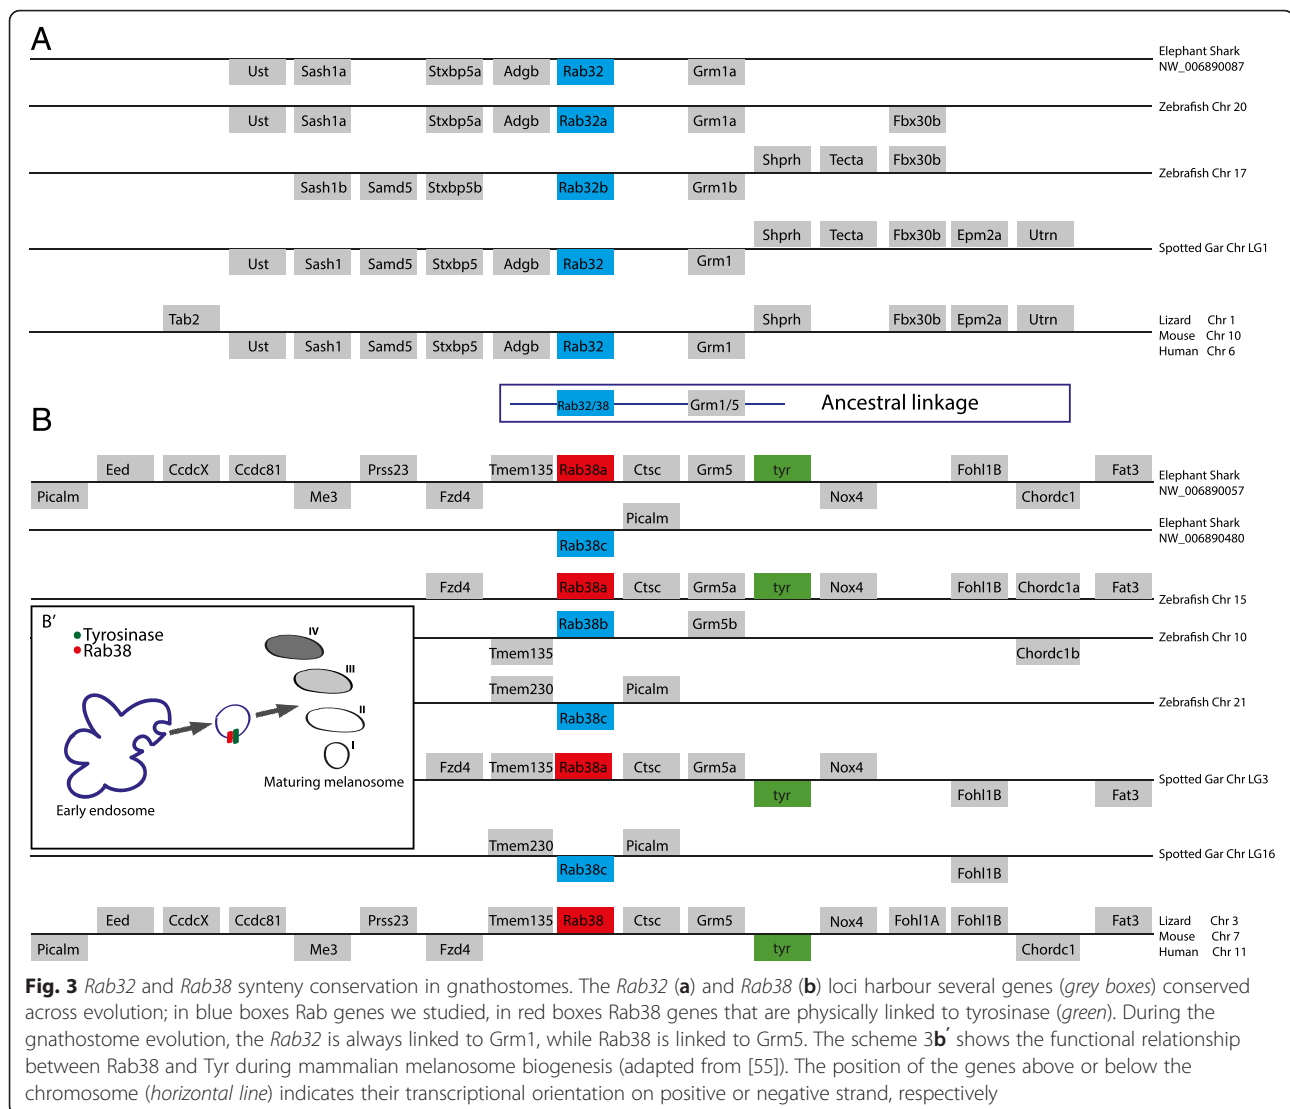 A
Elephant Shark
NW_006890087
Ust Sash1a Stxbp5a Adgb Rab32 Grm1a
Zebrafish Chr 20
Ust Sash1a Stxbp5a Adgb Rab32a Grm1a Fbx30b
Shprh Tecta Fbx30b
Zebrafish Chr 17
Sash1b Samd5 Stxbp5b Rab32b Grm1b
Shprh Tecta Fbx30b Epm2a Utrn
Spotted Gar Chr LG1
Ust Sash1 Samd5 Stxbp5 Adgb Rab32 Grm1
Tab2 Shprh Fbx30b Epm2a Utrn
Lizard Chr 1
Mouse Chr 10
Human Chr 6
Ust Sash1 Samd5 Stxbp5 Adgb Rab32 Grm1
Rab32/38 Grm1/5 Ancestral linkage
B
Eed CcdcX Ccdc81 Prss23 Tmem135 Rab38a Ctsc Grm5 tyr Fohl1B Fat3
Elephant Shark
NW_006890057
Picalm Me3 Fzd4 Nox4 Chordc1
Picalm
Elephant Shark
NW_006890480
Rab38c
Fzd4 Rab38a Ctsc Grm5a tyr Nox4 Fohl1B Chordc1a Fat3
Zebrafish Chr 15
Rab38b Grm5b
Zebrafish Chr 10
Tmem135 Chordc1b
Tmem230 Picalm
Zebrafish Chr 21
Rab38c
Fzd4 Tmem135 Rab38a Ctsc Grm5a Nox4
Spotted Gar Chr LG3
tyr Fohl1B Fat3
Tmem230 Picalm
Spotted Gar Chr LG16
Rab38c Fohl1B
B′
Tyrosinase
Rab38
IV
III
II
I
Maturing melanosome
Early endosome
Eed CcdcX Ccdc81 Prss23 Tmem135 Rab38 Ctsc Grm5 Nox4 Fohl1A Fohl1B Fat3
Lizard Chr 3
Mouse Chr 7
Human Chr 11
Picalm Me3 Fzd4 tyr Chordc1
Fig. 3 Rab32 and Rab38 synteny conservation in gnathostomes. The Rab32 (a) and Rab38 (b) loci harbour several genes (grey boxes) conserved
across evolution; in blue boxes Rab genes we studied, in red boxes Rab38 genes that are physically linked to tyrosinase (green). During the
gnathostome evolution, the Rab32 is always linked to Grm1, while Rab38 is linked to Grm5. The scheme 3b′ shows the functional relationship
between Rab38 and Tyr during mammalian melanosome biogenesis (adapted from [55]). The position of the genes above or below the
chromosome (horizontal line) indicates their transcriptional orientation on positive or negative strand, respectively